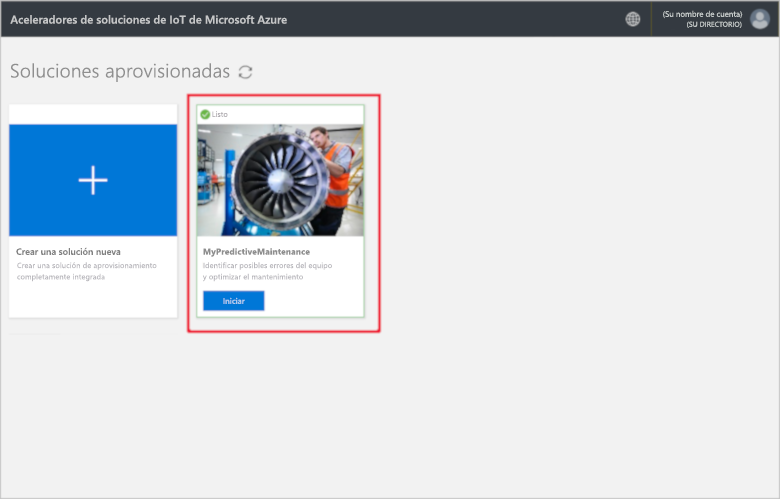 Aceleradores de soluciones de IoT de Microsoft Azure
(Su nombre de cuenta)
(SU DIRECTORIO)
Soluciones aprovisionadas
Crear una solución nueva
Crear una solución de aprovisionamiento
completamente integrada
Listo
MyPredictiveMaintenance
Identificar posibles errores del equipo
y optimizar el mantenimiento
Iniciar